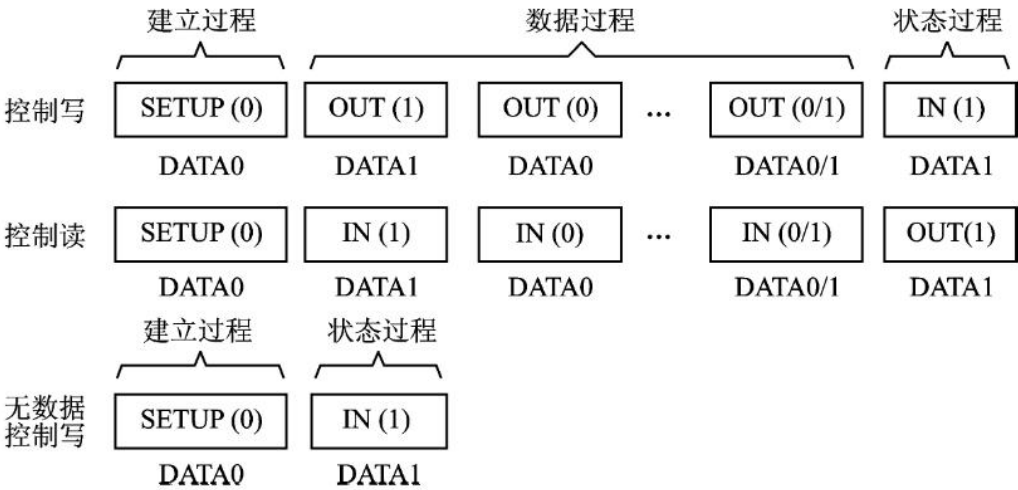 建立过程 数据过程 状态过程
控制写 SETUP (0) OUT (1) OUT (0) ... OUT (0/1) IN (1)
DATA0 DATA1 DATA0 DATA0/1 DATA1
控制读 SETUP (0) IN (1) IN (0) ... IN (0/1) OUT(1)
DATA0 DATA1 DATA0 DATA0/1 DATA1
建立过程 状态过程
无数据
控制写 SETUP (0) IN (1)
DATA0 DATA1